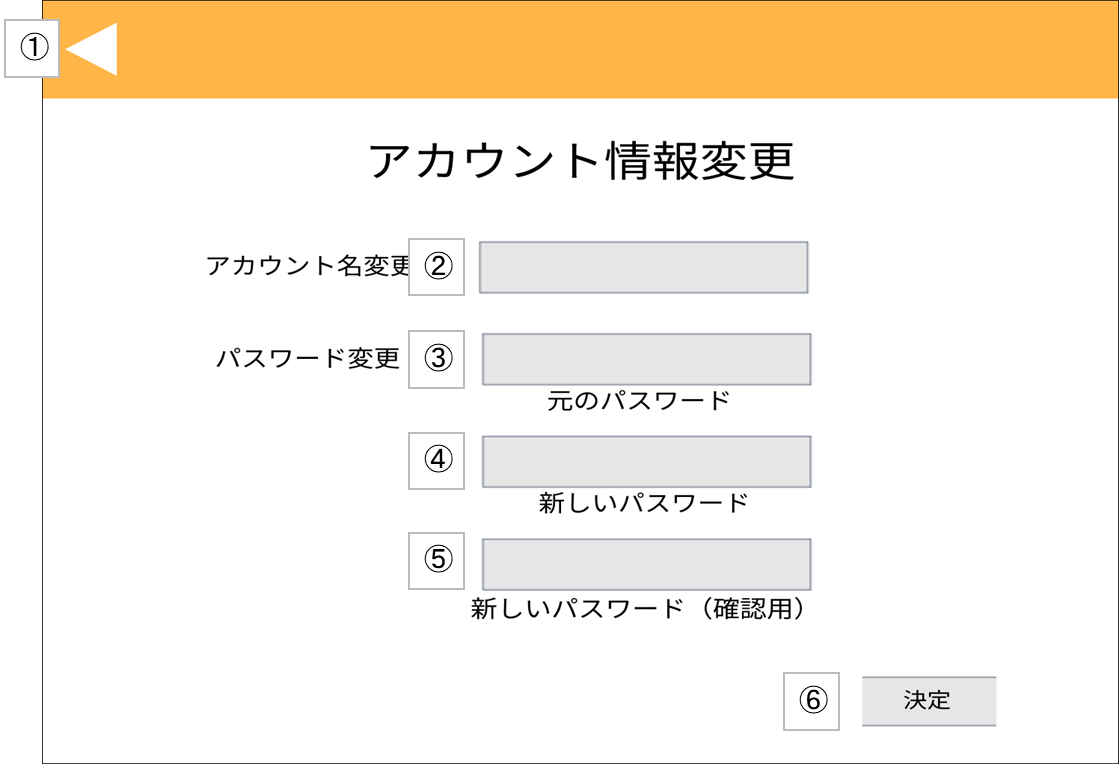 ①
アカウント情報変更
アカウント名変更 ②
パスワード変更 ③
元のパスワード
④
新しいパスワード
⑤
新しいパスワード（確認用）
⑥ 決定